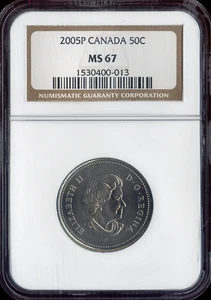 2005P CANADA 50C
MS 67
1530400-013
NUMISMATIC GUARANTY CORPORATION
ELIZABETH II
D·G·REGINA